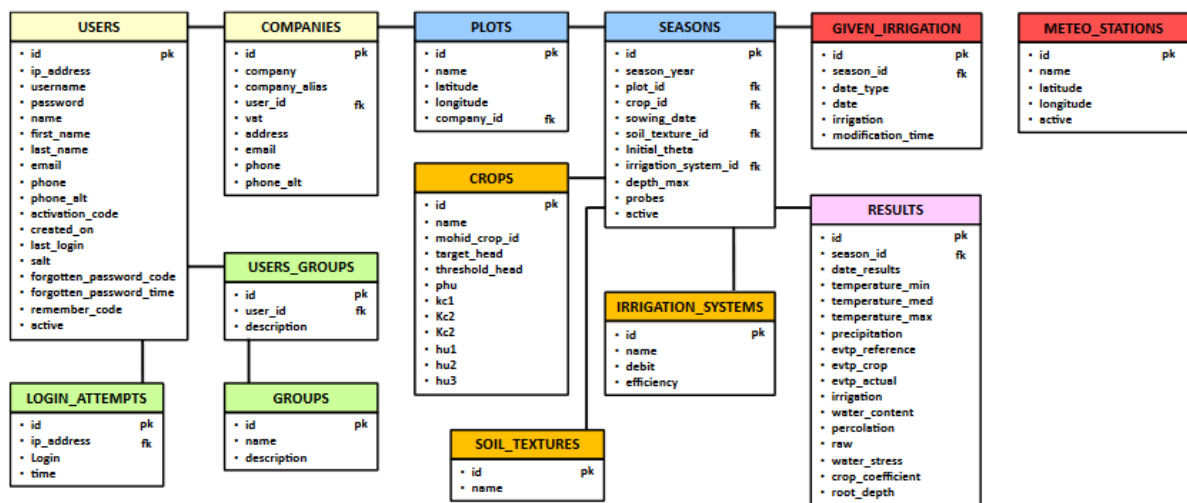 USERS
• id pk
• ip_address
• username
• password
• name
• first_name
• last_name
• email
• phone
• phone_alt
• activation_code
• created_on
• last_login
• salt
• forgotten_password_code
• forgotten_password_time
• remember_code
• active
COMPANIES
• id pk
• company
• company_alias
• user_id fk
• vat
• address
• email
• phone
• phone_alt
PLOTS
• id pk
• name
• latitude
• longitude
• company_id fk
SEASONS
• id pk
• season_year
• plot_id fk
• crop_id fk
• sowing_date
• soil_texture_id fk
• Initial_theta
• irrigation_system_id fk
• depth_max
• probes
• active
GIVEN_IRRIGATION
• id pk
• season_id fk
• date_type
• date
• irrigation
• modification_time
METEO_STATIONS
• id pk
• name
• latitude
• longitude
• active
CROPS
• id pk
• name
• mohid_crop_id
• target_head
• threshold_head
• phu
• kc1
• Kc2
• Kc2
• hu1
• hu2
• hu3
RESULTS
• id pk
• season_id fk
• date_results
• temperature_min
• temperature_med
• temperature_max
• precipitation
• evtp_reference
• evtp_crop
• evtp_actual
• irrigation
• water_content
• percolation
• raw
• water_stress
• crop_coefficient
• root_depth
USERS_GROUPS
• id pk
• user_id fk
• description
IRRIGATION_SYSTEMS
• id pk
• name
• debit
• efficiency
LOGIN_ATTEMPTS
• id pk
• ip_address fk
• Login
• time
GROUPS
• id pk
• name
• description
SOIL_TEXTURES
• id pk
• name